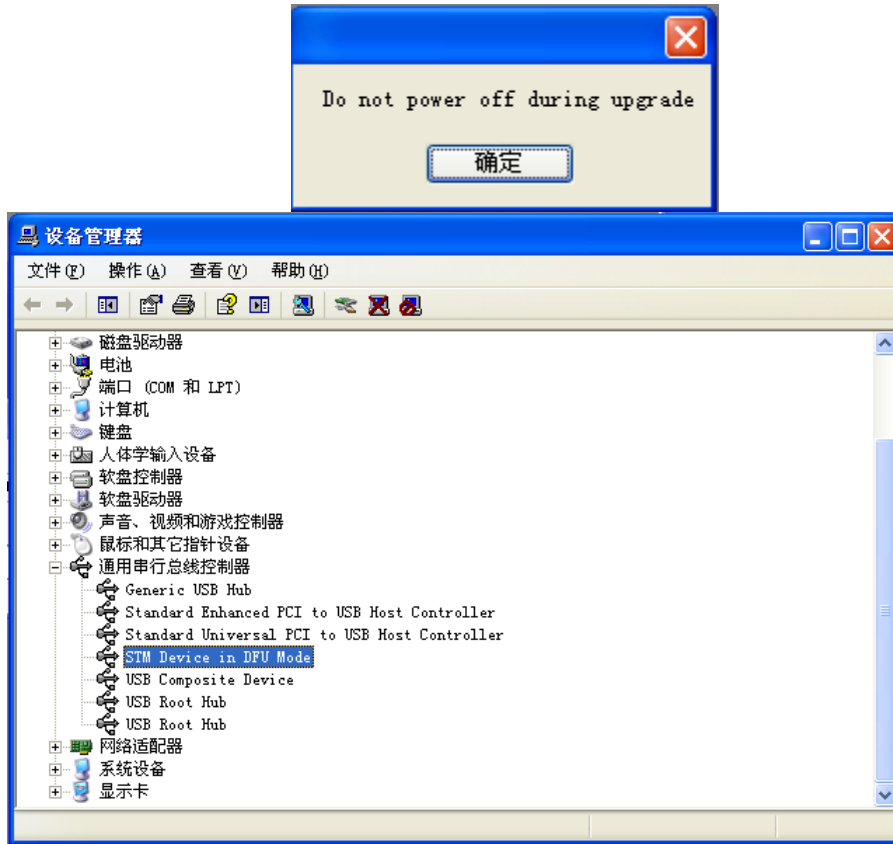 Do not power off during upgrade
确定
设备管理器
文件(F) 操作(A) 查看(V) 帮助(H)
磁盘驱动器
电池
端口 (COM 和 LPT)
计算机
键盘
人体学输入设备
软盘控制器
软盘驱动器
声音、视频和游戏控制器
鼠标和其它指针设备
通用串行总线控制器
Generic USB Hub
Standard Enhanced PCI to USB Host Controller
Standard Universal PCI to USB Host Controller
STM Device in DFU Mode
USB Composite Device
USB Root Hub
USB Root Hub
网络适配器
系统设备
显示卡